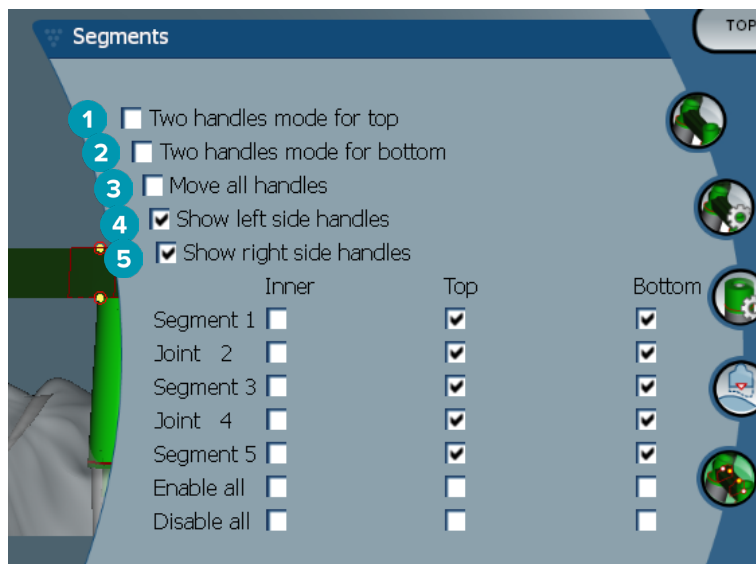 Segments
TOP
1 Two handles mode for top
2 Two handles mode for bottom
3 Move all handles
4 Show left side handles
5 Show right side handles
Inner Top Bottom
Segment 1
Joint 2
Segment 3
Joint 4
Segment 5
Enable all
Disable all